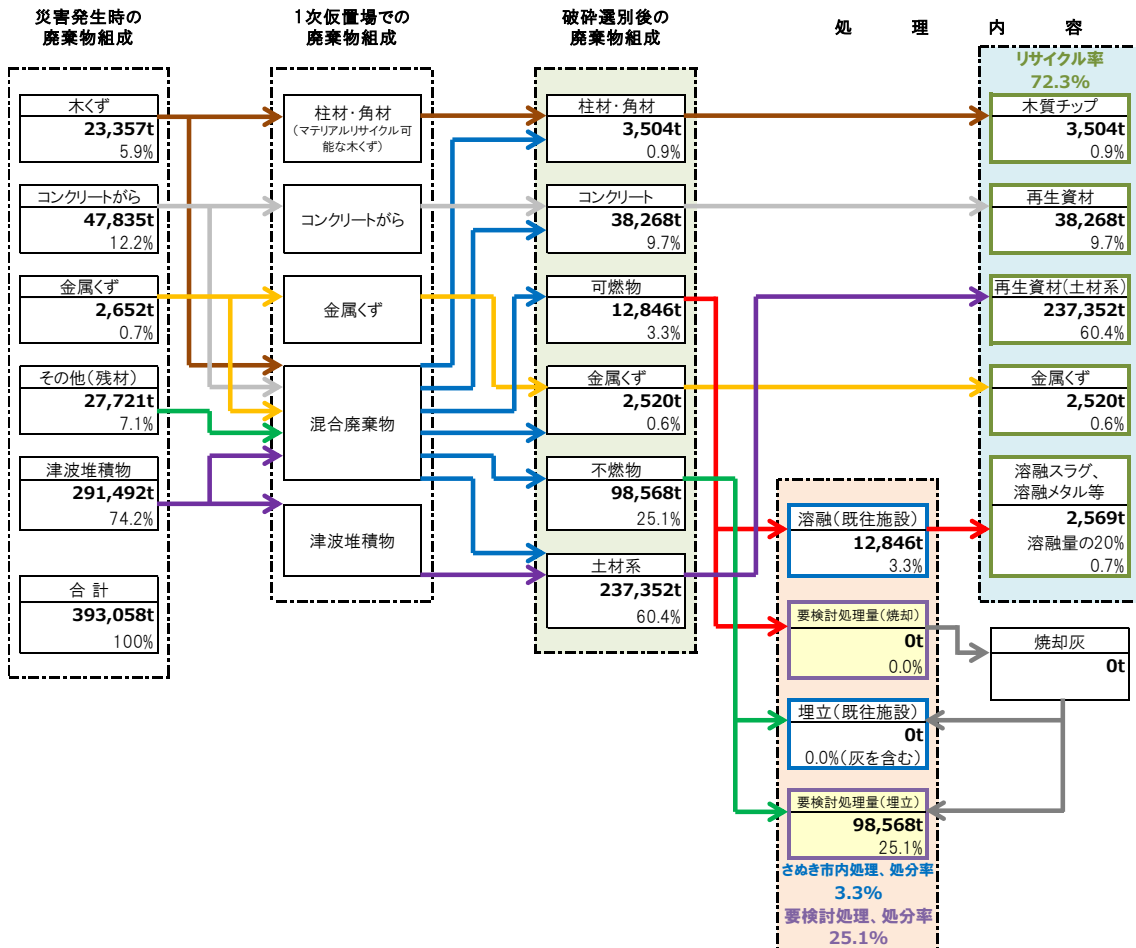 災害発生時の
廃棄物組成
1次仮置場での
廃棄物組成
破砕選別後の
廃棄物組成
処 理 内 容
木くず
23,357t
5.9%
コンクリートがら
47,835t
12.2%
金属くず
2,652t
0.7%
その他(残材)
27,721t
7.1%
津波堆積物
291,492t
74.2%
合 計
393,058t
100%
柱材・角材
(マテリアルリサイクル可
能な木くず)
コンクリートがら
金属くず
混合廃棄物
津波堆積物
柱材・角材
3,504t
0.9%
コンクリート
38,268t
9.7%
可燃物
12,846t
3.3%
金属くず
2,520t
0.6%
不燃物
98,568t
25.1%
土材系
237,352t
60.4%
溶融(既往施設)
12,846t
3.3%
要検討処理量(焼却)
0t
0.0%
埋立(既往施設)
0t
0.0%(灰を含む)
要検討処理量(埋立)
98,568t
25.1%
さぬき市内処理、処分率
3.3%
要検討処理、処分率
25.1%
リサイクル率
72.3%
木質チップ
3,504t
0.9%
再生資材
38,268t
9.7%
再生資材(土材系)
237,352t
60.4%
金属くず
2,520t
0.6%
溶融スラグ、
溶融メタル等
2,569t
溶融量の20%
0.7%
焼却灰
0t